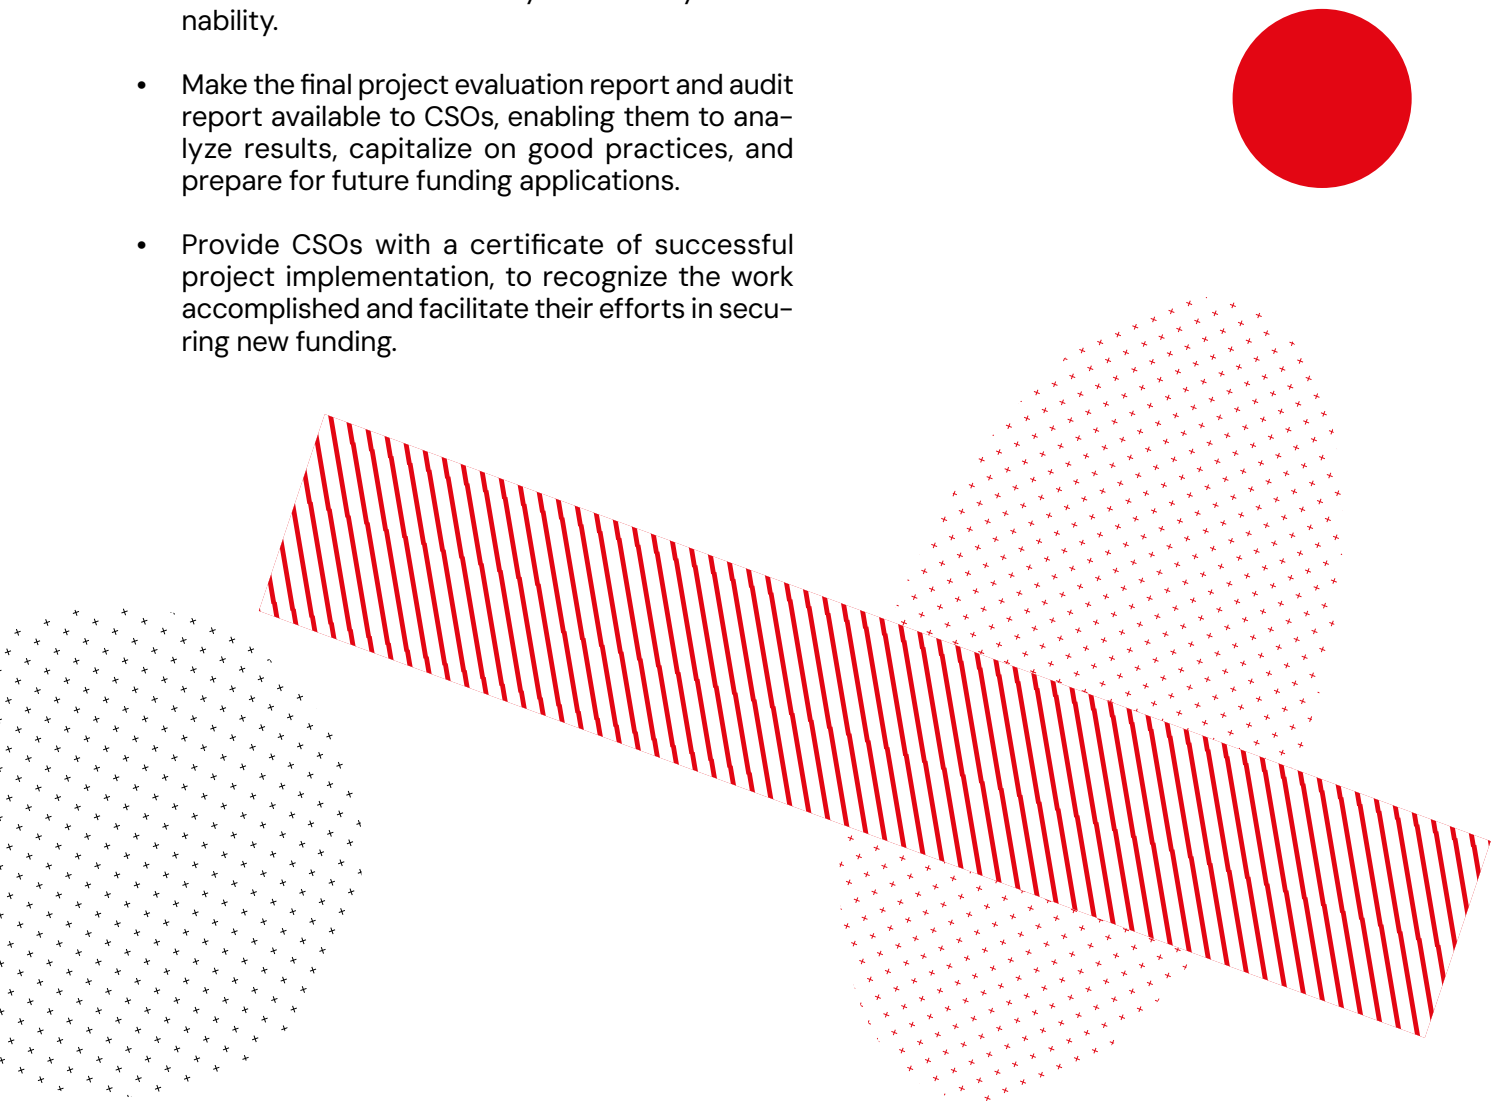 nability.
• Make the final project evaluation report and audit
report available to CSOs, enabling them to ana-
lyze results, capitalize on good practices, and
prepare for future funding applications.
• Provide CSOs with a certificate of successful
project implementation, to recognize the work
accomplished and facilitate their efforts in secu-
ring new funding.